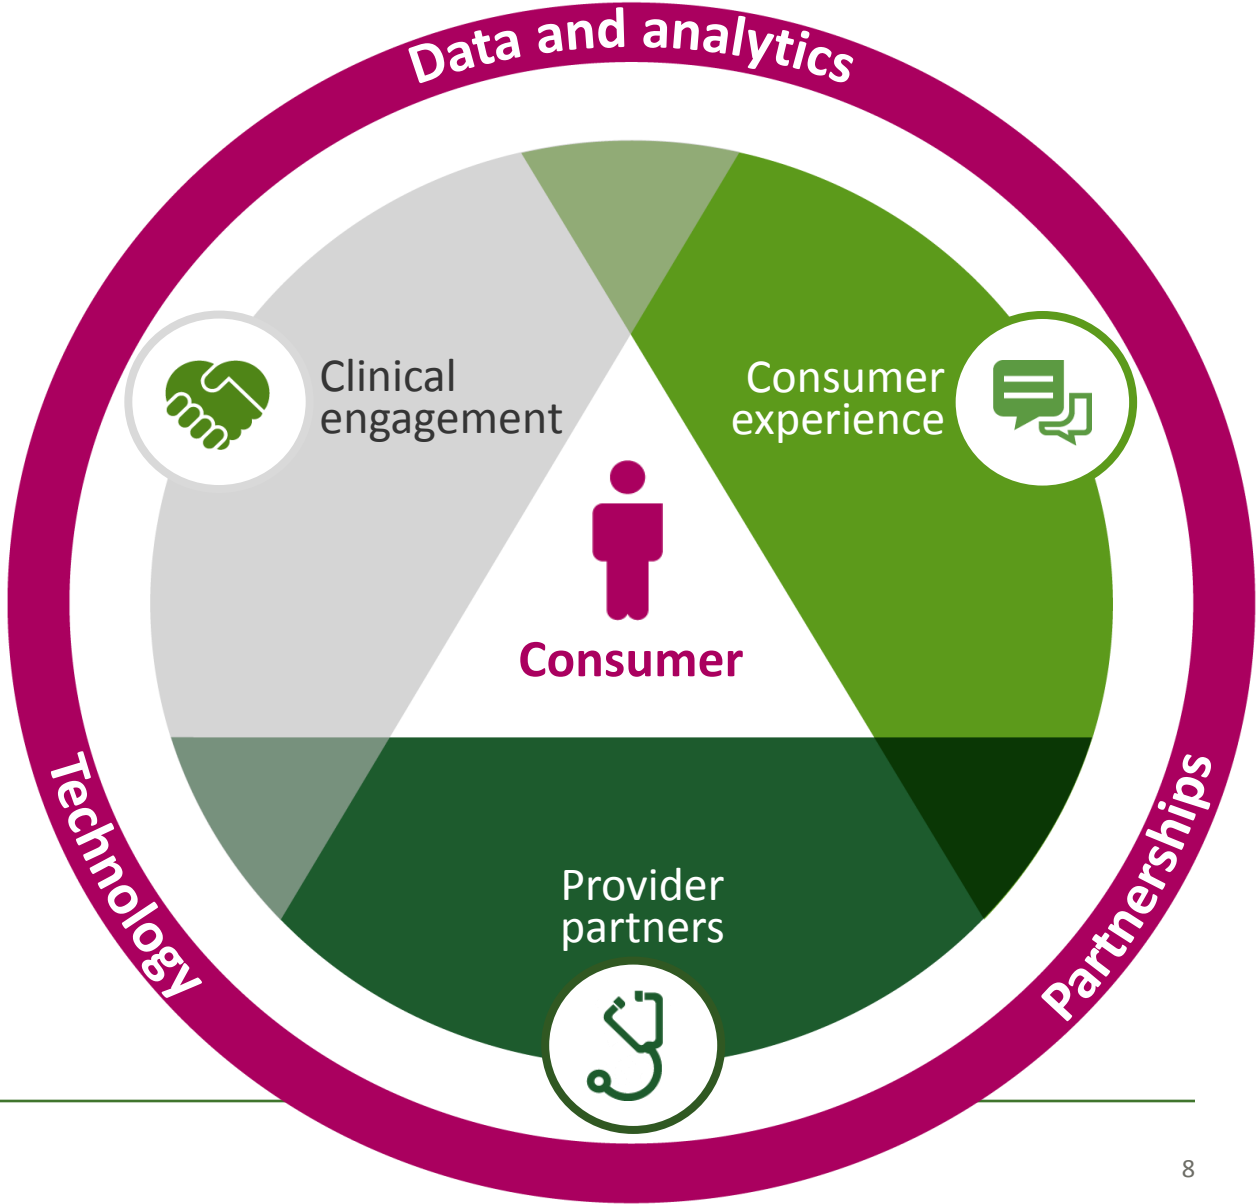 Data and analytics
Clinical
engagement
Consumer
experience
Consumer
Technology
Partnerships
Provider
partners
8